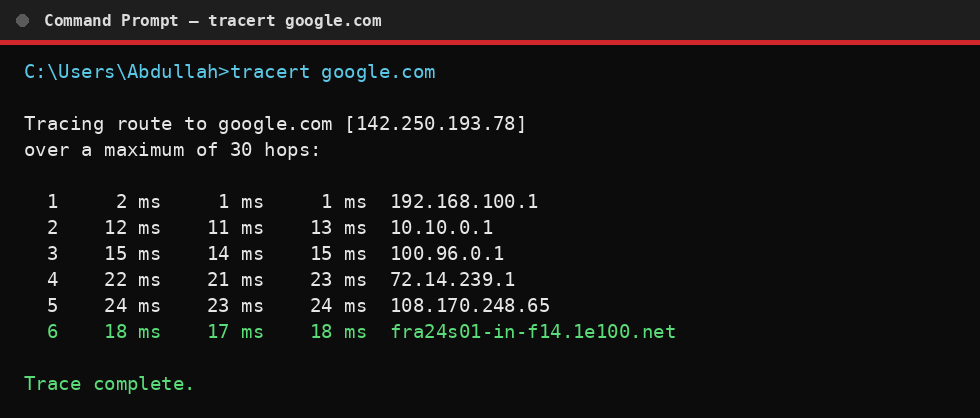 Command Prompt — tracert google.com
C:\Users\Abdullah>tracert google.com
Tracing route to google.com [142.250.193.78]
over a maximum of 30 hops:
1 2 ms 1 ms 1 ms 192.168.100.1
2 12 ms 11 ms 13 ms 10.10.0.1
3 15 ms 14 ms 15 ms 100.96.0.1
4 22 ms 21 ms 23 ms 72.14.239.1
5 24 ms 23 ms 24 ms 108.170.248.65
6 18 ms 17 ms 18 ms fra24s01-in-f14.1e100.net
Trace complete.